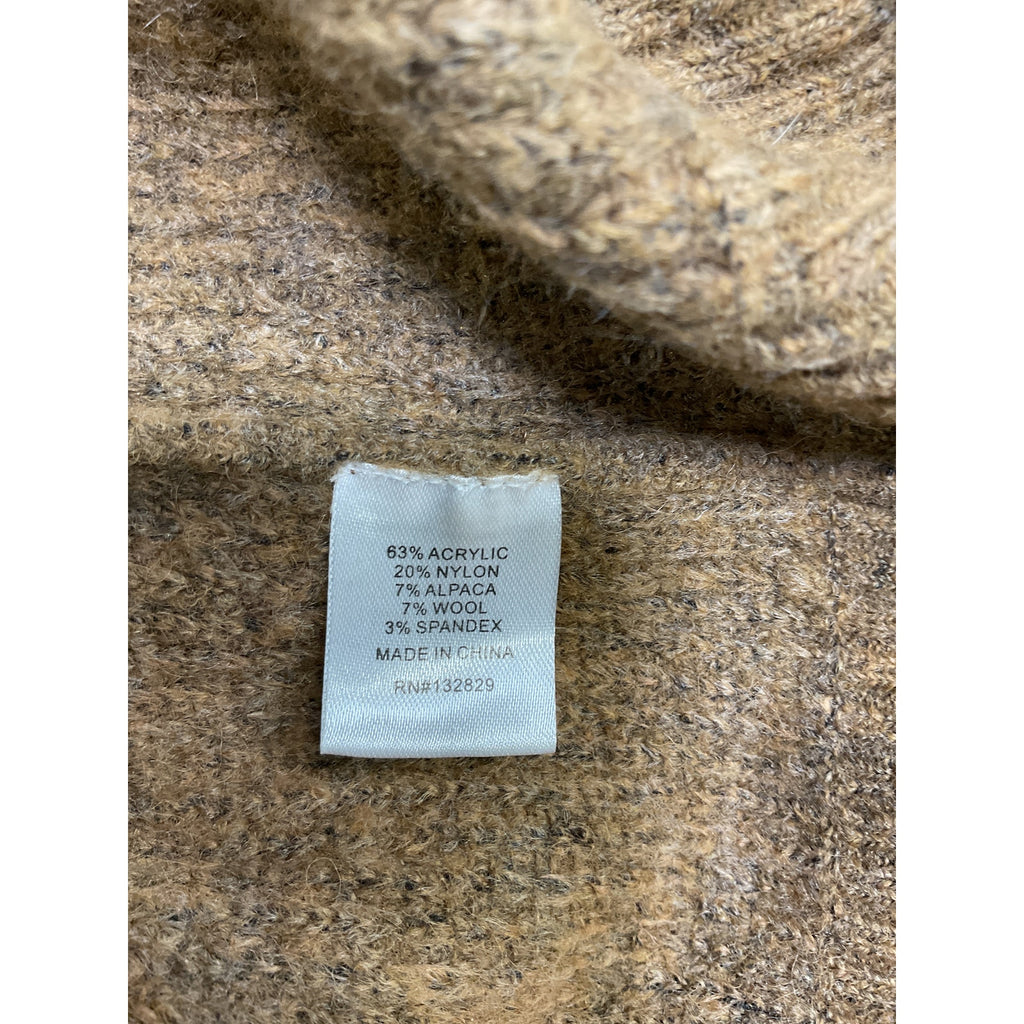 63% ACRYLIC
20% NYLON
7% ALPACA
7% WOOL
3% SPANDEX
MADE IN CHINA
RN#132829